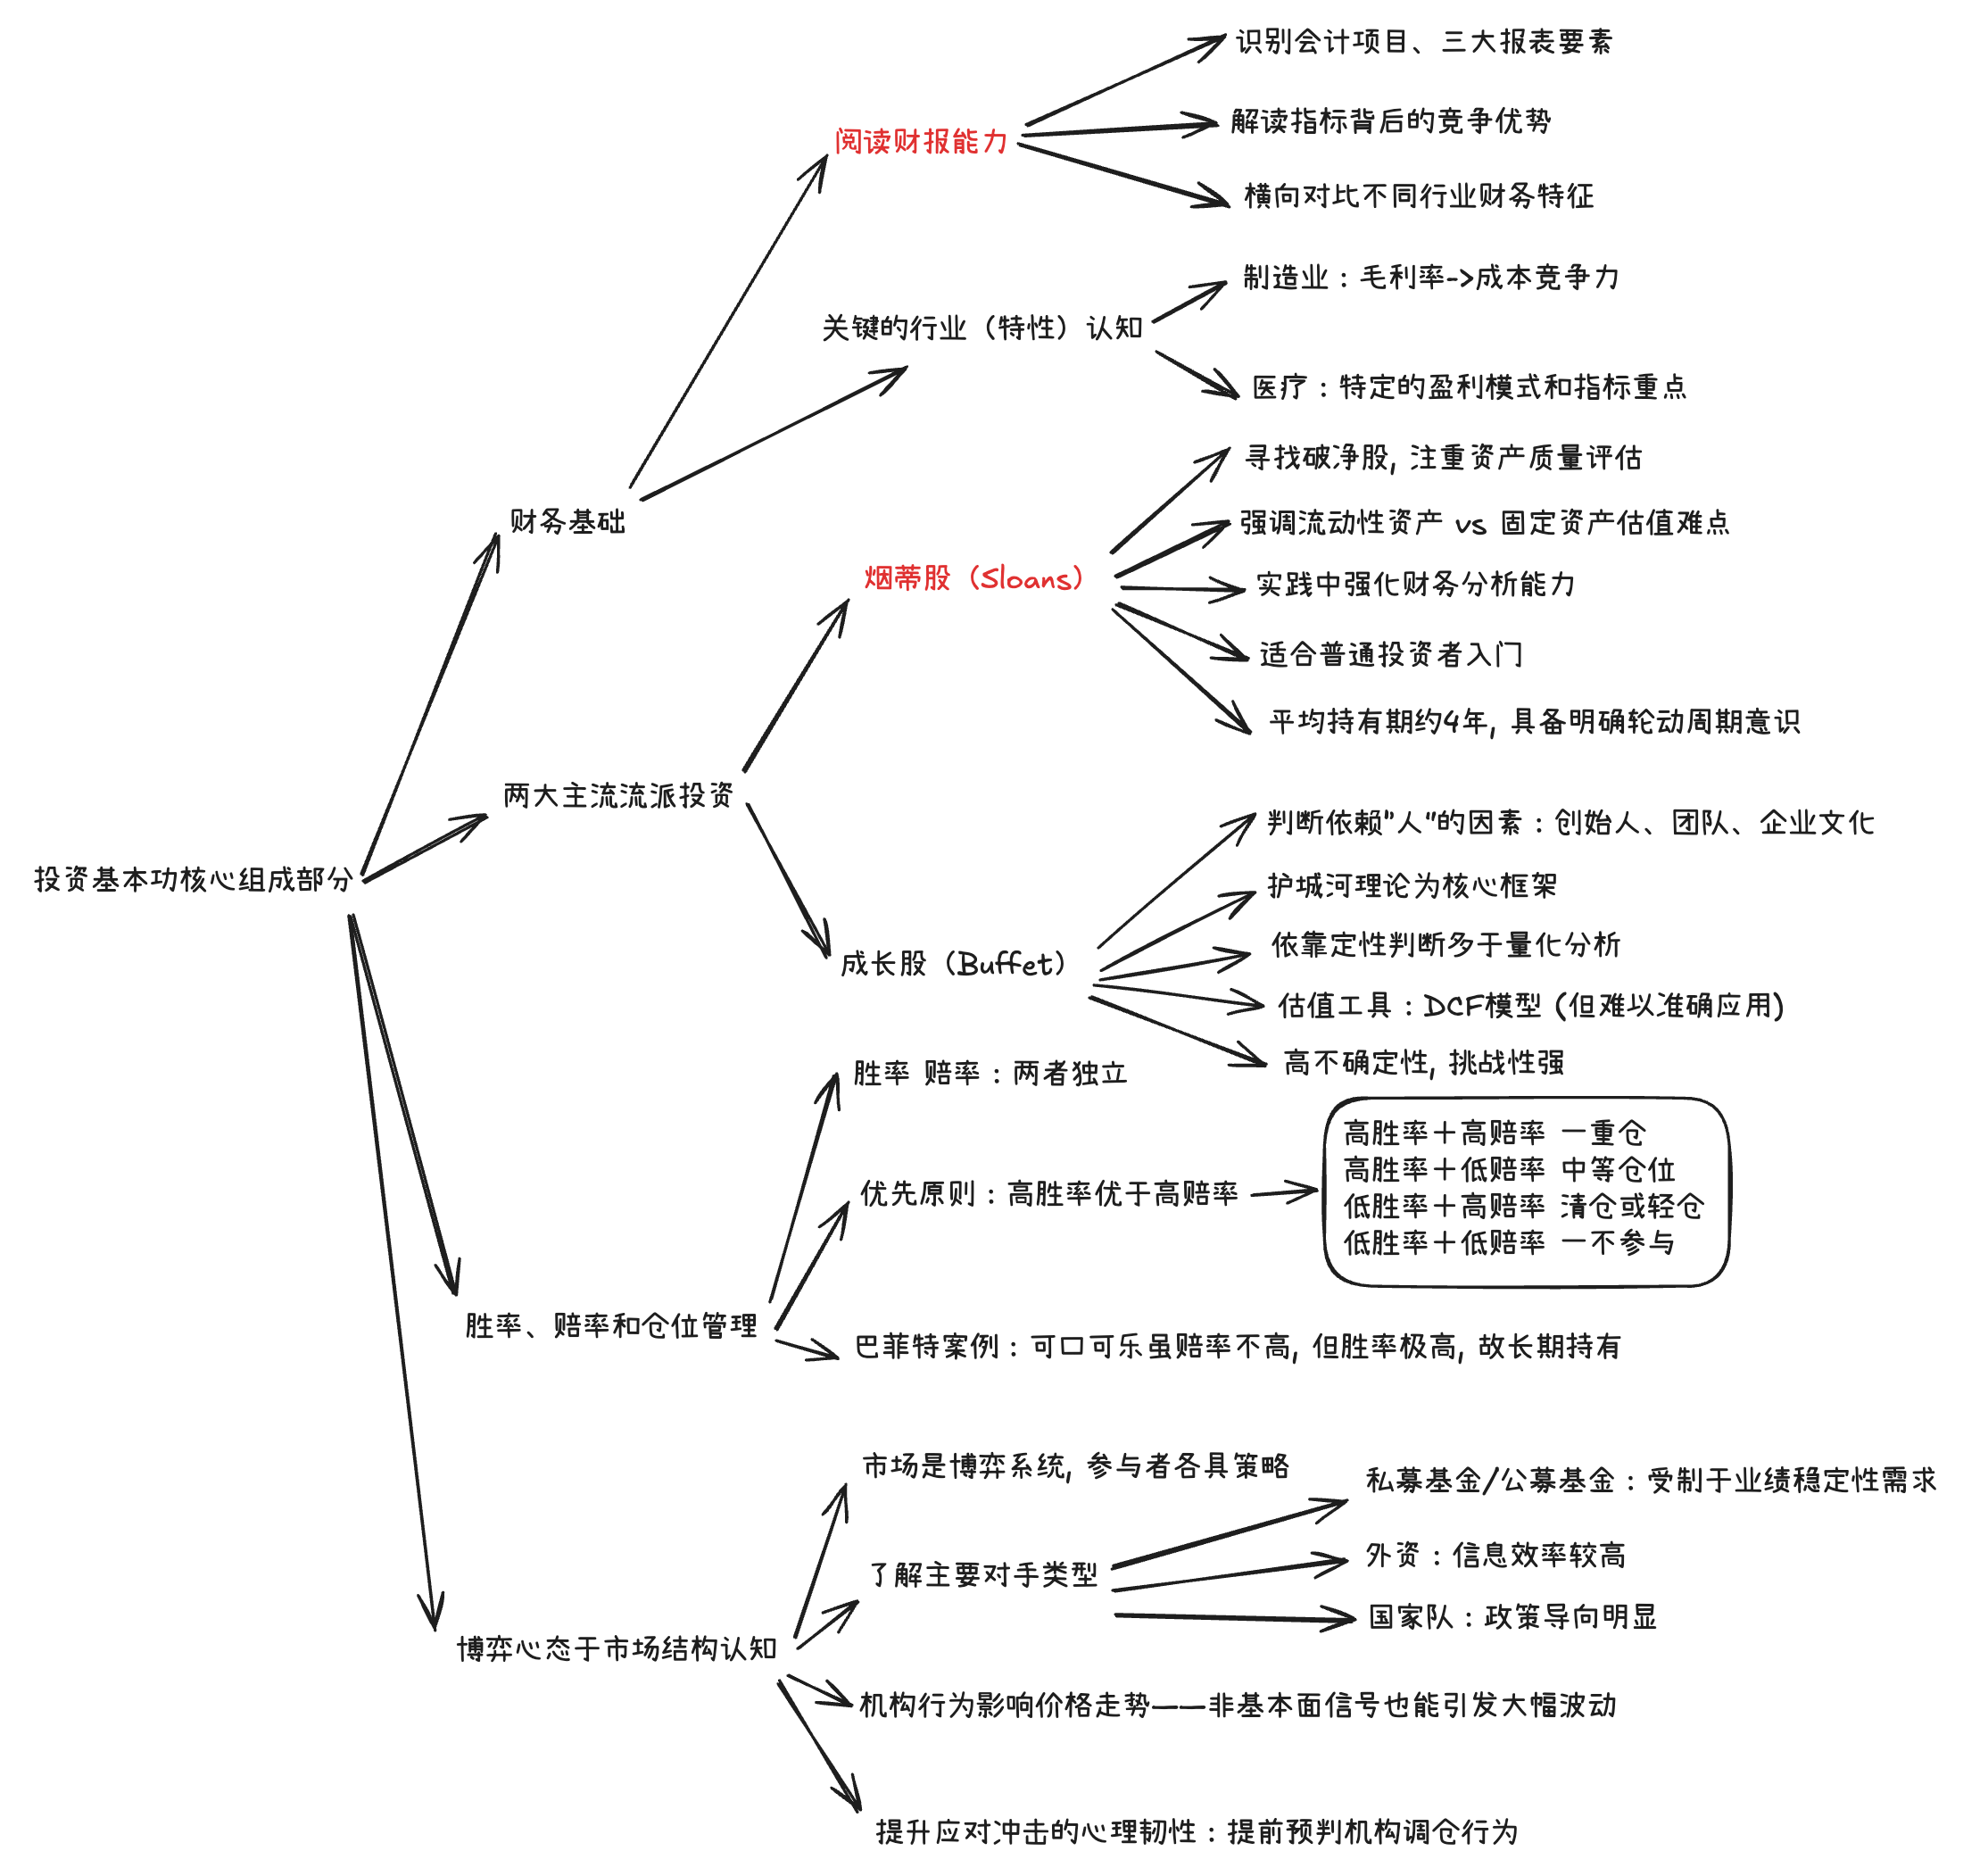 投资基本功核心组成部分
财务基础
阅读财报能力
识别会计项目、三大报表要素
解读指标背后的竞争优势
横向对比不同行业财务特征
关键的行业（特性）认知
制造业：毛利率->成本竞争力
医疗：特定的盈利模式和指标重点
两大主流流派投资
烟蒂股（Sloans）
寻找破净股, 注重资产质量评估
强调流动性资产 vs 固定资产估值难点
实践中强化财务分析能力
适合普通投资者入门
平均持有期约4年, 具备明确轮动周期意识
成长股（Buffet）
判断依赖"人"的因素：创始人、团队、企业文化
护城河理论为核心框架
依靠定性判断多于量化分析
估值工具：DCF模型 (但难以准确应用)
高不确定性, 挑战性强
胜率、赔率和仓位管理
胜率 赔率：两者独立
优先原则：高胜率优于高赔率
高胜率＋高赔率 一重仓
高胜率＋低赔率 中等仓位
低胜率＋高赔率 清仓或轻仓
低胜率＋低赔率 一不参与
巴菲特案例：可口可乐虽赔率不高, 但胜率极高, 故长期持有
博弈心态于市场结构认知
市场是博弈系统, 参与者各具策略
了解主要对手类型
私募基金/公募基金：受制于业绩稳定性需求
外资：信息效率较高
国家队：政策导向明显
机构行为影响价格走势——非基本面信号也能引发大幅波动
提升应对冲击的心理韧性：提前预判机构调仓行为